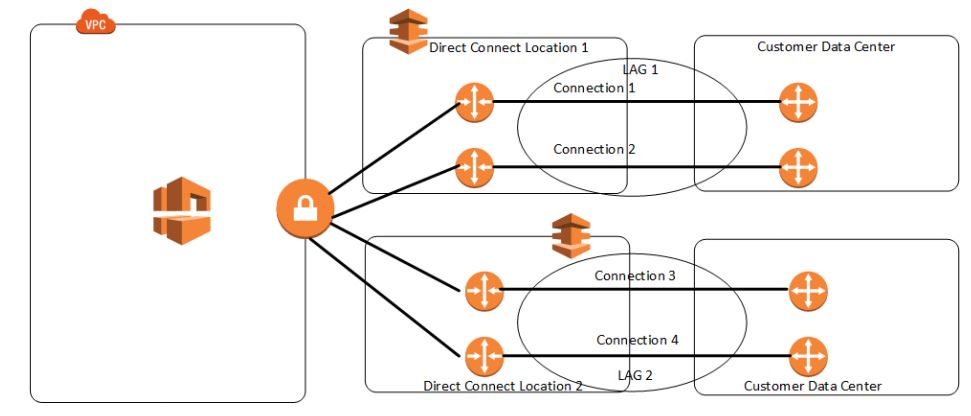 VPC
Direct Connect Location 1
Customer Data Center
LAG 1
Connection 1
Connection 2
Connection 3
Connection 4
LAG 2
Direct Connect Location 2
Customer Data Center